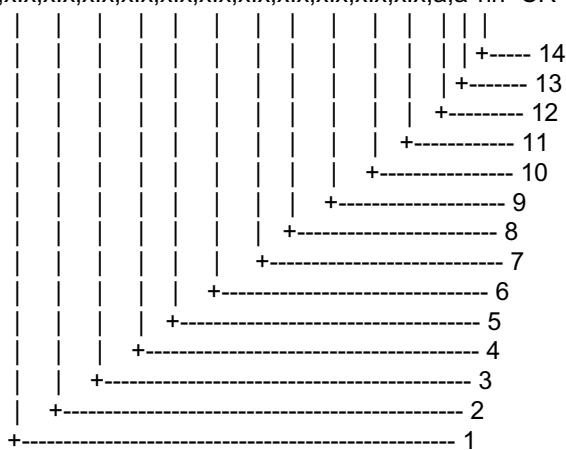 | | | | | | | | | | | | | |
| | | | | | | | | | | | | +----- 14
| | | | | | | | | | | | +------- 13
| | | | | | | | | | | +--------- 12
| | | | | | | | | | +------------ 11
| | | | | | | | | +---------------- 10
| | | | | | | | +-------------------- 9
| | | | | | | +------------------------ 8
| | | | | | +---------------------------- 7
| | | | | +-------------------------------- 6
| | | | +------------------------------------ 5
| | | +---------------------------------------- 4
| | +------------------------------------------- 3
| +----------------------------------------------- 2
+--------------------------------------------------- 1